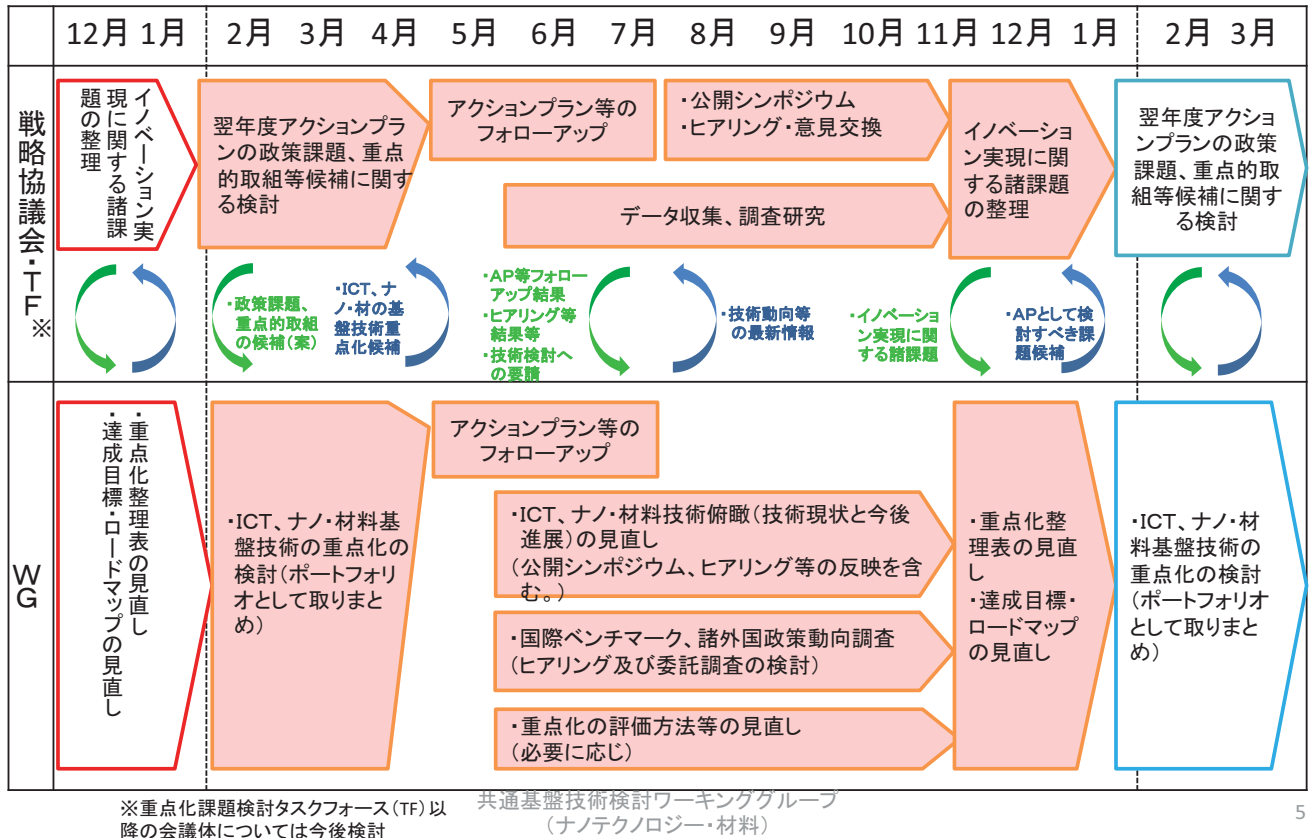 12月 1月 2月 3月 4月 5月 6月 7月 8月 9月 10月 11月 12月 1月 2月 3月
戦略協議会・TF※
イノベーション実
現に関する諸課
題の整理
翌年度アクションプラ
ンの政策課題、重点
的取組等候補に関す
る検討
アクションプラン等の
フォローアップ
・公開シンポジウム
・ヒアリング・意見交換
データ収集、調査研究
イノベーショ
ン実現に関
する諸課題
の整理
翌年度アクショ
ンプランの政策
課題、重点的取
組等候補に関す
る検討
・政策課題、
重点的取組
の候補(案)
・ICT、ナ
ノ・材の基
盤技術重
点化候補
・AP等フォロー
アップ結果
・ヒアリング等
結果等
・技術検討へ
の要請
・技術動向等
の最新情報
・イノベーショ
ン実現に関
する諸課題
・APとして検
討すべき課
題候補
WG
・重点化整理表の見直し
・達成目標・ロードマップの見直し
・ICT、ナノ・材料基
盤技術の重点化の
検討(ポートフォリ
オとして取りまと
め)
アクションプラン等の
フォローアップ
・ICT、ナノ・材料技術俯瞰(技術現状と今後
進展)の見直し
(公開シンポジウム、ヒアリング等の反映を含
む。)
・国際ベンチマーク、諸外国政策動向調査
(ヒアリング及び委託調査の検討)
・重点化の評価方法等の見直し
(必要に応じ)
・重点化整
理表の見直
し
・達成目標・
ロードマップ
の見直し
・ICT、ナノ・材
料基盤技術の
重点化の検討
(ポートフォリオ
として取りまと
め)
※重点化課題検討タスクフォース(TF)以
降の会議体については今後検討
共通基盤技術検討ワーキンググループ
(ナノテクノロジー・材料)
5